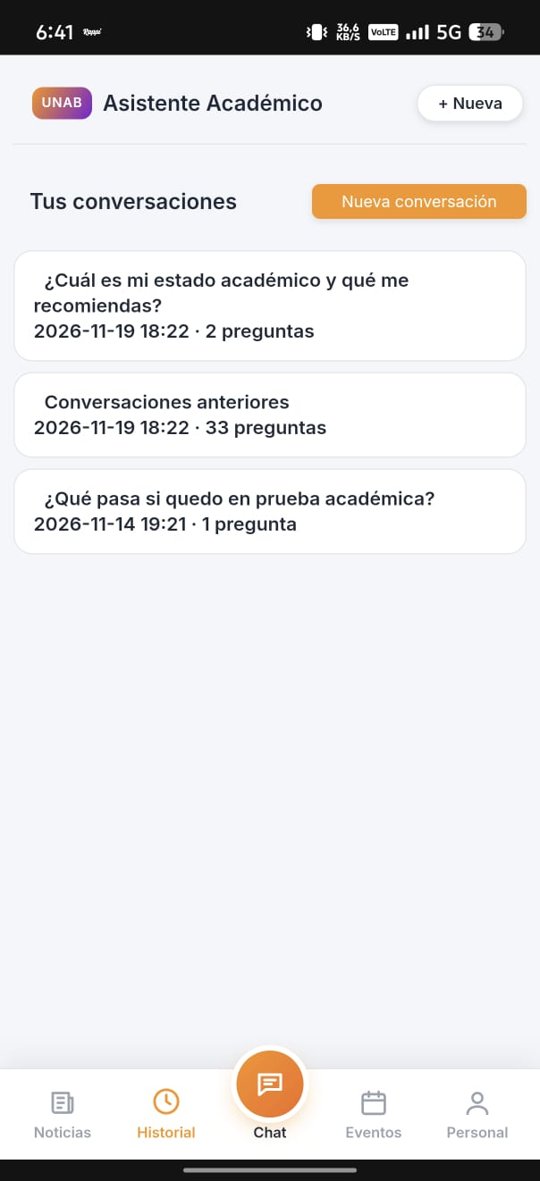 6:41 Rappi 36,6 KB/S VoLTE 5G 34
UNAB Asistente Académico + Nueva
Tus conversaciones Nueva conversación
¿Cuál es mi estado académico y qué me
recomiendas?
2026-11-19 18:22 · 2 preguntas
Conversaciones anteriores
2026-11-19 18:22 · 33 preguntas
¿Qué pasa si quedo en prueba académica?
2026-11-14 19:21 · 1 pregunta
Noticias Historial Chat Eventos Personal